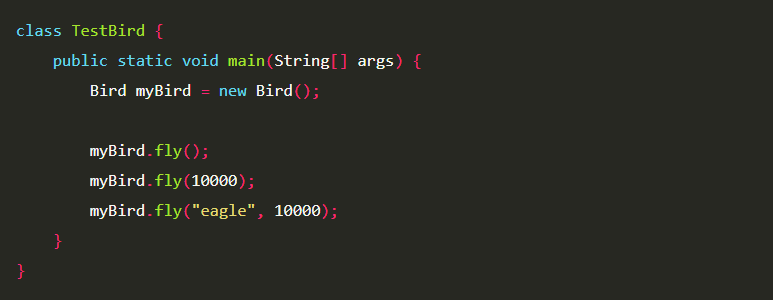 class TestBird {
    public static void main(String[] args) {
        Bird myBird = new Bird();

        myBird.fly();
        myBird.fly(10000);
        myBird.fly("eagle", 10000);
    }
}